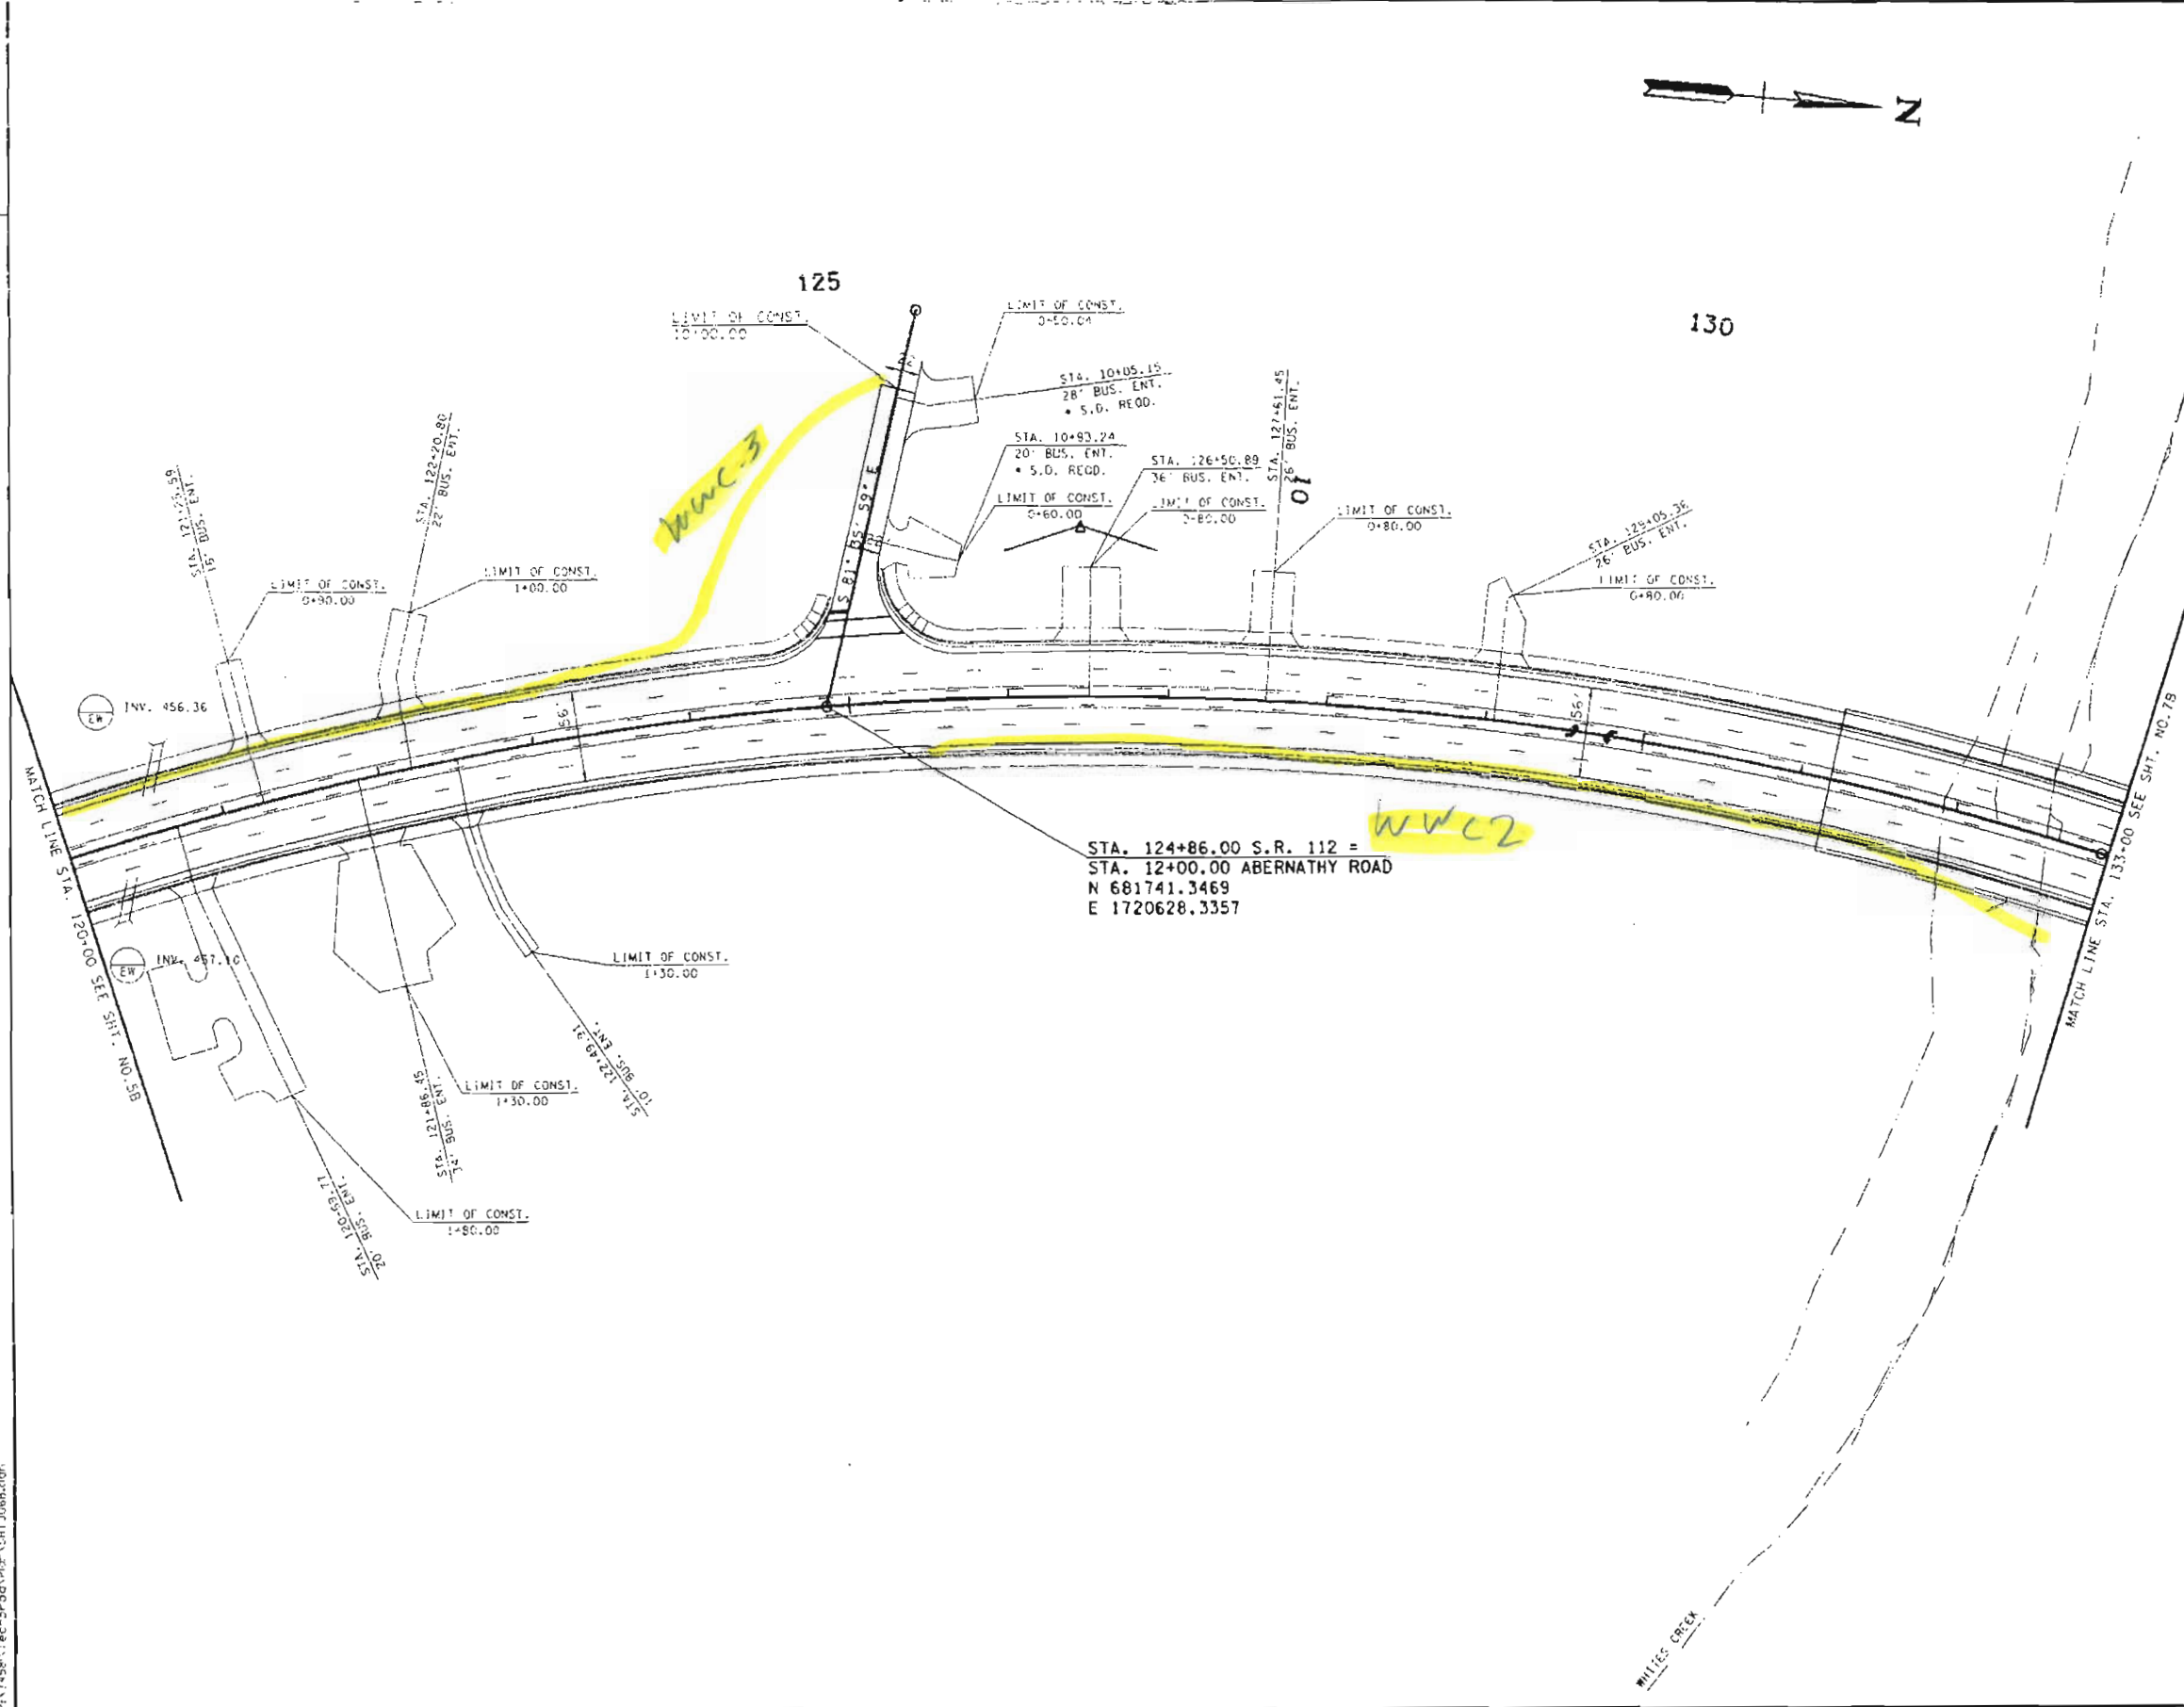 N
125
130
LIMIT OF CONST.
10+00.00
LIMIT OF CONST.
0+50.04
STA. 10+05.15
28' BUS. ENT.
* S.D. REQD.
STA. 10+93.24
20' BUS. ENT.
* S.D. REQD.
LIMIT OF CONST.
0+60.00
STA. 126+50.89
36' BUS. ENT.
LIMIT OF CONST.
0+80.00
STA. 127+61.45
26' BUS. ENT.
10
LIMIT OF CONST.
0+80.00
STA. 129+05.36
26' BUS. ENT.
LIMIT OF CONST.
0+80.00
WWC-3
S 81° 35' 59" E
15' BUS. ENT.
LIMIT OF CONST.
0+90.00
STA. 122+20.80
22' BUS. ENT.
LIMIT OF CONST.
1+00.00
EW
INV. 456.36
56'
56'
MATCH LINE STA. 120+00 SEE SHT. NO.5B
MATCH LINE STA. 133+00 SEE SHT. NO.7B
WWC2
STA. 124+86.00 S.R. 112 =
STA. 12+00.00 ABERNATHY ROAD
N 681741.3469
E 1720628.3357
EW
INV. 457.10
LIMIT OF CONST.
1+30.00
STA. 122+49.91
10' BUS. ENT.
LIMIT OF CONST.
1+30.00
STA. 121+86.45
34' BUS. ENT.
LIMIT OF CONST.
1+80.00
STA. 120+59.71
20' BUS. ENT.
WHITES CREEK